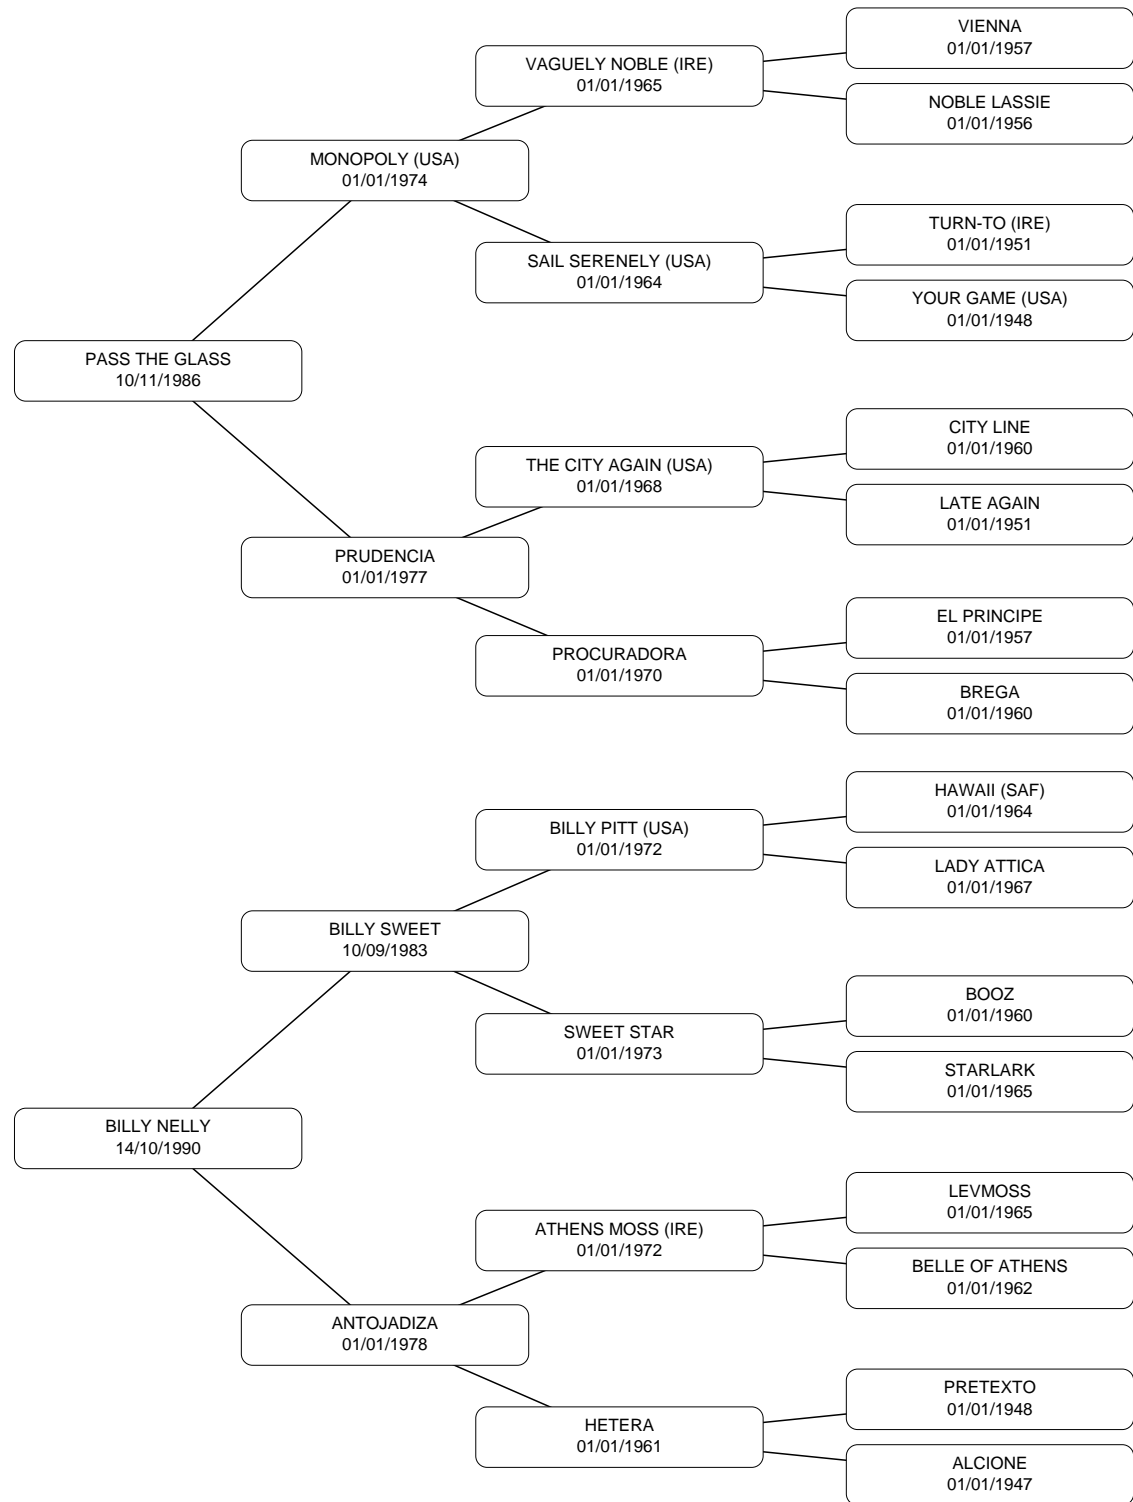 VIENNA
01/01/1957
VAGUELY NOBLE (IRE)
01/01/1965
NOBLE LASSIE
01/01/1956
MONOPOLY (USA)
01/01/1974
TURN-TO (IRE)
01/01/1951
SAIL SERENELY (USA)
01/01/1964
YOUR GAME (USA)
01/01/1948
PASS THE GLASS
10/11/1986
CITY LINE
01/01/1960
THE CITY AGAIN (USA)
01/01/1968
LATE AGAIN
01/01/1951
PRUDENCIA
01/01/1977
EL PRINCIPE
01/01/1957
PROCURADORA
01/01/1970
BREGA
01/01/1960
HAWAII (SAF)
01/01/1964
BILLY PITT (USA)
01/01/1972
LADY ATTICA
01/01/1967
BILLY SWEET
10/09/1983
BOOZ
01/01/1960
SWEET STAR
01/01/1973
STARLARK
01/01/1965
BILLY NELLY
14/10/1990
LEVMOSS
01/01/1965
ATHENS MOSS (IRE)
01/01/1972
BELLE OF ATHENS
01/01/1962
ANTOJADIZA
01/01/1978
PRETEXTO
01/01/1948
HETERA
01/01/1961
ALCIONE
01/01/1947